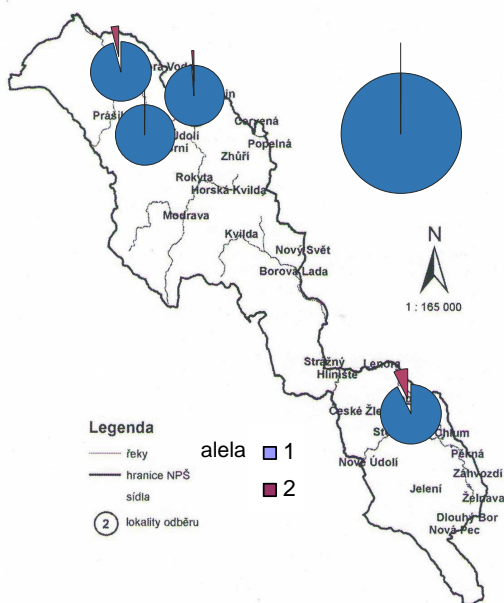 Prášil
Červená
Popelná
Zhůří
Rokyta
Horská Kvilda
Modrava
Kvilda
Nový Svět
Borová Lada
N
1 : 165 000
Strážný
Lenora
Hliniště
České Žle
Chlum
Pěkná
Nové Údolí
Záhvozdí
Jelení
Želnava
Dlouhý Bor
Nová Pec
Legenda
řeky
hranice NPŠ
sídla
2 lokality odběru
alela 1
2